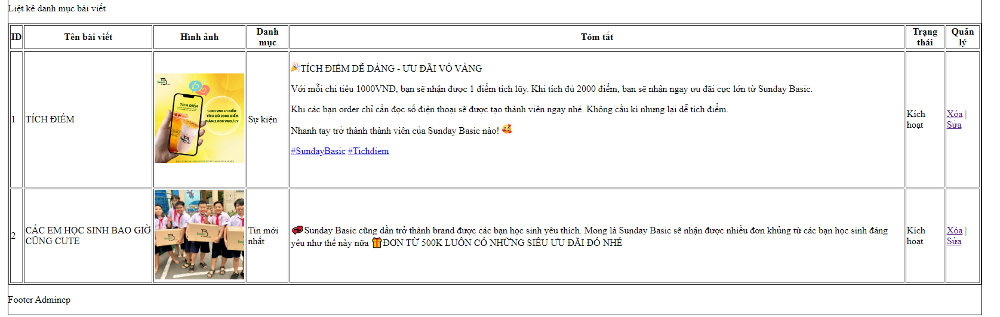 Liệt kê danh mục bài viết
ID
Tên bài viết
Hình ảnh
Danh mục
Tóm tắt
Trạng thái
Quản lý
1
TÍCH ĐIỂM
TÍCH ĐIỂM
1.000 VND = 1 ĐIỂM
TÍCH ĐỦ 2000 ĐIỂM
GIẢM 2.000 VND / LY
Sự kiện
🎉TÍCH ĐIỂM DỄ DÀNG - ƯU ĐÃI VÔ VÀNG
Với mỗi chi tiêu 1000VNĐ, bạn sẽ nhận được 1 điểm tích lũy. Khi tích đủ 2000 điểm, bạn sẽ nhận ngay ưu đãi cực lớn từ Sunday Basic.
Khi các bạn order chỉ cần đọc số điện thoại sẽ được tạo thành viên ngay nhé. Không cầu kì nhưng lại dễ tích điểm.
Nhanh tay trở thành thành viên của Sunday Basic nào! 🥰
#SundayBasic #Tichdiem
Kích hoạt
Xóa |
Sửa
2
CÁC EM HỌC SINH BAO GIỜ
CŨNG CUTE
Tin mới nhất
Sunday Basic cũng dần trở thành brand được các bạn học sinh yêu thích. Mong là Sunday Basic sẽ nhận được nhiều đơn khủng từ các bạn học sinh đáng
yêu như thế này nữa 🎁ĐƠN TỪ 500K LUÔN CÓ NHỮNG SIÊU ƯU ĐÃI ĐÓ NHÉ
Kích hoạt
Xóa |
Sửa
Footer Admincp